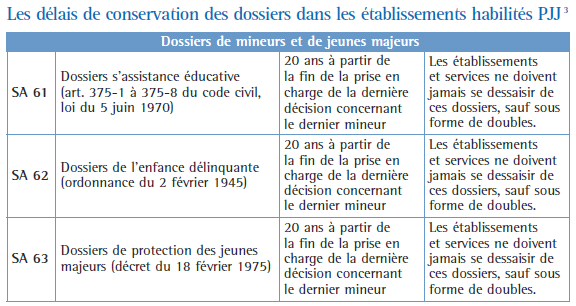 Les délais de conservation des dossiers dans les établissements habilités PJJ 3
Dossiers de mineurs et de jeunes majeurs
SA 61
Dossiers s'assistance éducative
(art. 375-1 à 375-8 du code civil,
loi du 5 juin 1970)
20 ans à partir de
la fin de la prise en
charge de la dernière
décision concernant
le dernier mineur
Les établissements
et services ne doivent
jamais se dessaisir de
ces dossiers, sauf sous
forme de doubles.
SA 62
Dossiers de l'enfance délinquante
(ordonnance du 2 février 1945)
20 ans à partir de
la fin de la prise en
charge de la dernière
décision concernant
le dernier mineur
Les établissements
et services ne doivent
jamais se dessaisir de
ces dossiers, sauf sous
forme de doubles.
SA 63
Dossiers de protection des jeunes
majeurs (décret du 18 février 1975)
20 ans à partir de
la fin de la prise en
charge de la dernière
décision concernant
le dernier mineur
Les établissements
et services ne doivent
jamais se dessaisir de
ces dossiers, sauf sous
forme de doubles.